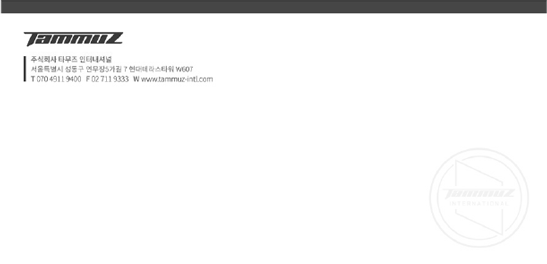 TAMMUZ
주식회사 타무즈 인터내셔널
서울특별시 성동구 연무장5가길 7 현대테라스타워 W607
T 070 4911 9400 F 02 711 9333 W www.tammuz-intl.com
TAMMUZ
INTERNATIONAL